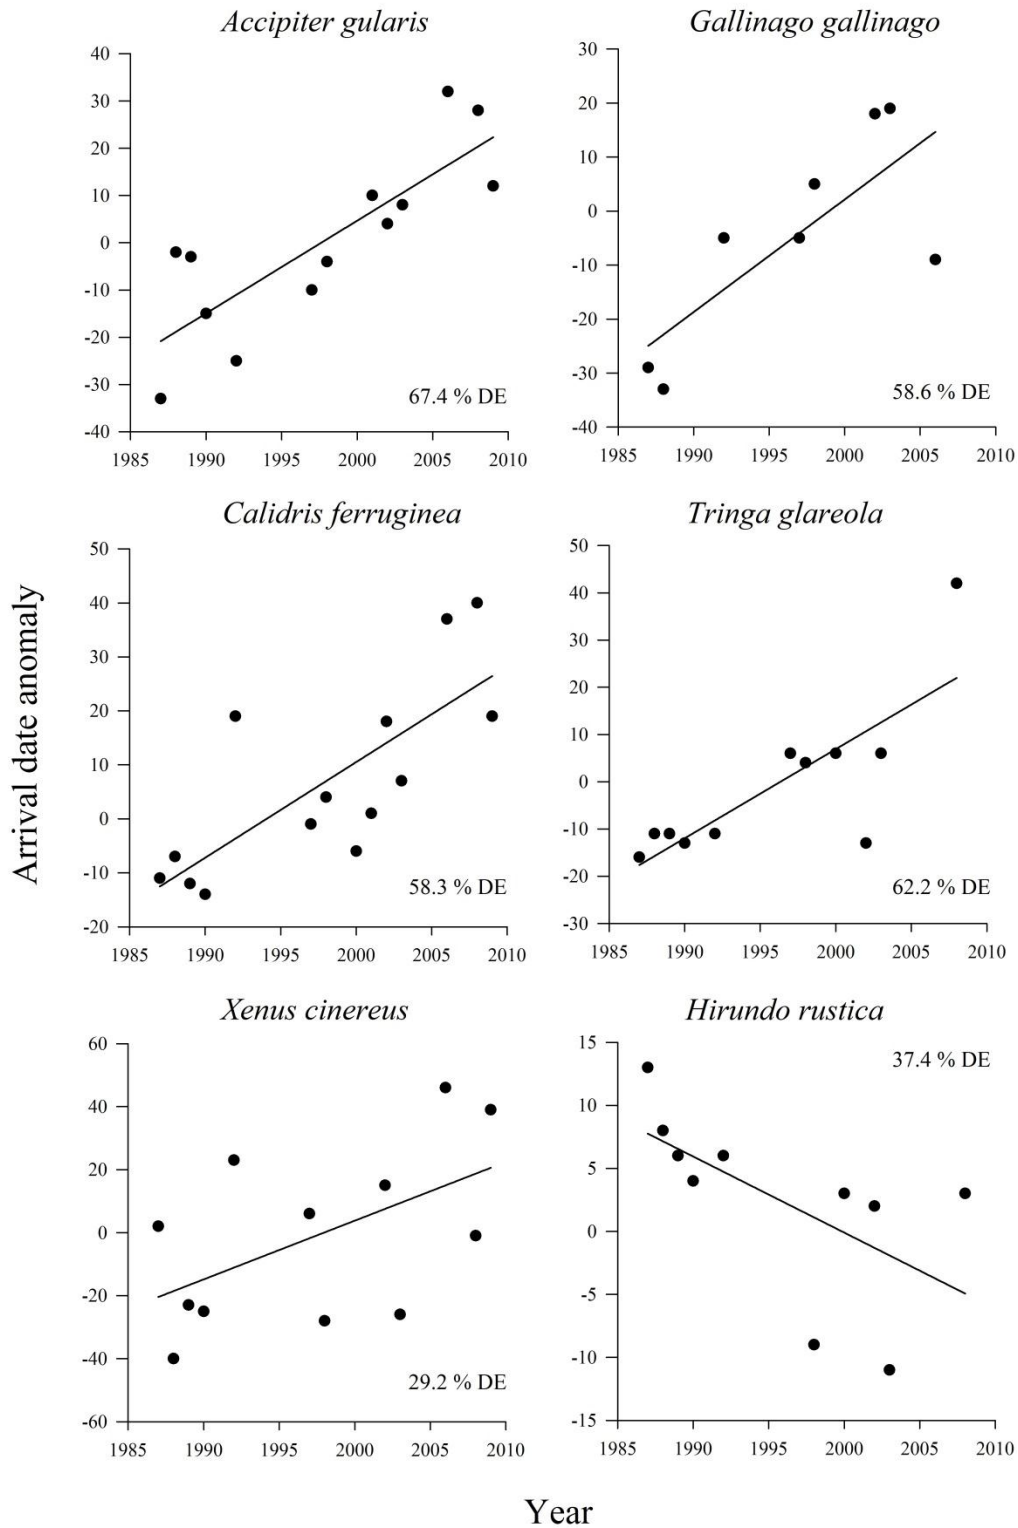 Accipiter gularis
40
30
20
10
0
-10
-20
-30
-40
67.4 % DE
1985 1990 1995 2000 2005 2010
Gallinago gallinago
30
20
10
0
-10
-20
-30
-40
58.6 % DE
1985 1990 1995 2000 2005 2010
Arrival date anomaly
Calidris ferruginea
50
40
30
20
10
0
-10
-20
58.3 % DE
1985 1990 1995 2000 2005 2010
Tringa glareola
50
40
30
20
10
0
-10
-20
-30
62.2 % DE
1985 1990 1995 2000 2005 2010
Xenus cinereus
60
40
20
0
-20
-40
-60
29.2 % DE
1985 1990 1995 2000 2005 2010
Hirundo rustica
15
10
5
0
-5
-10
-15
37.4 % DE
1985 1990 1995 2000 2005 2010
Year